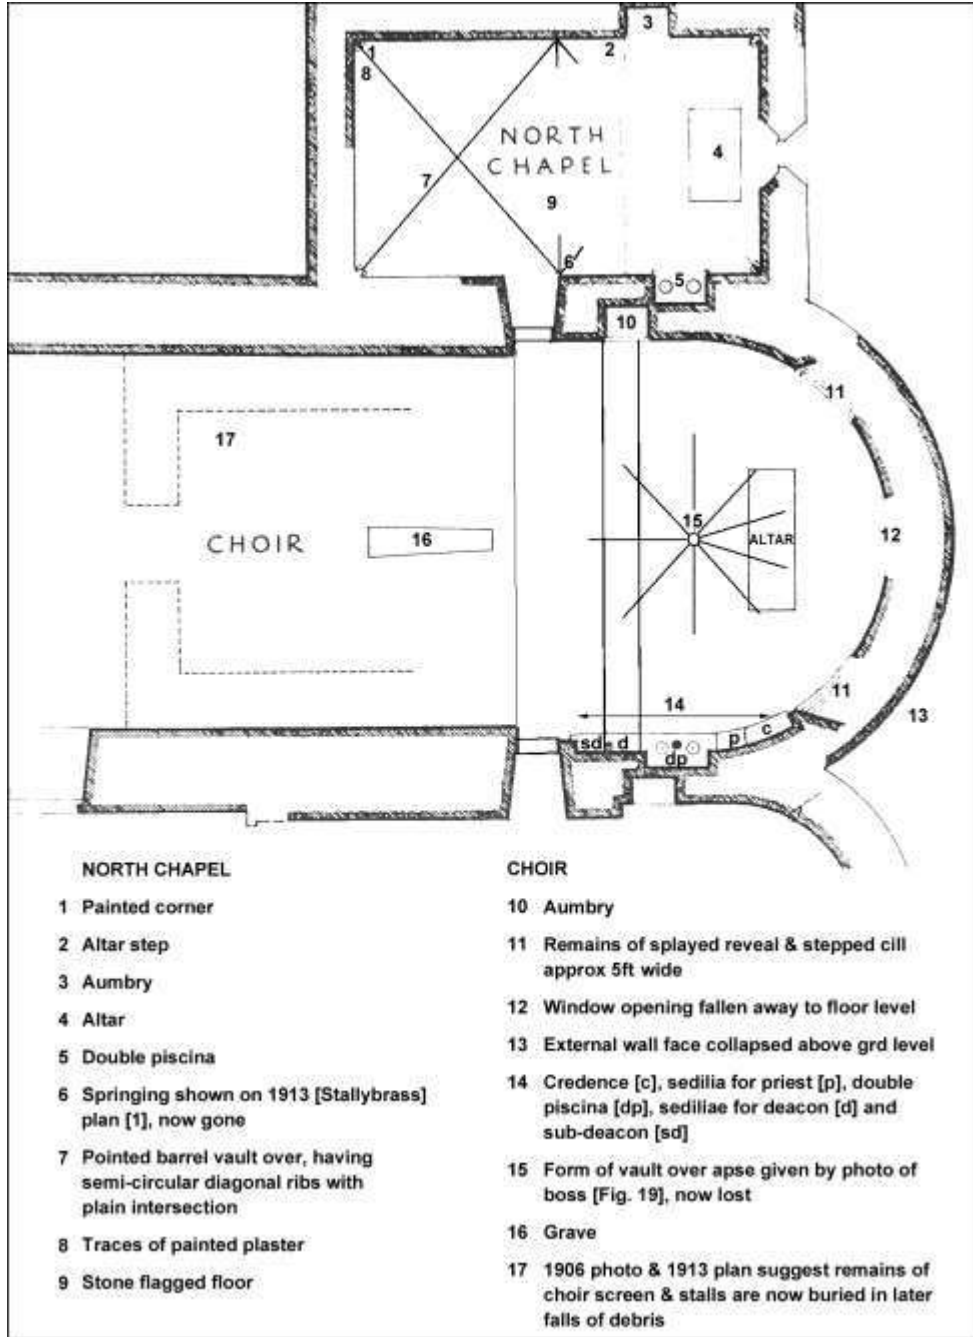 3
1
2
8
NORTH
CHAPEL
4
7
9
6
5
10
11
17
15
CHOIR
16
ALTAR
12
11
14
13
sd
d
p
c
dp
NORTH CHAPEL
1 Painted corner
2 Altar step
3 Aumbry
4 Altar
5 Double piscina
6 Springing shown on 1913 [Stallybrass]
plan [1], now gone
7 Pointed barrel vault over, having
semi-circular diagonal ribs with
plain intersection
8 Traces of painted plaster
9 Stone flagged floor
CHOIR
10 Aumbry
11 Remains of splayed reveal & stepped cill
approx 5ft wide
12 Window opening fallen away to floor level
13 External wall face collapsed above grd level
14 Credence [c], sedilia for priest [p], double
piscina [dp], sediliae for deacon [d] and
sub-deacon [sd]
15 Form of vault over apse given by photo of
boss [Fig. 19], now lost
16 Grave
17 1906 photo & 1913 plan suggest remains of
choir screen & stalls are now buried in later
falls of debris